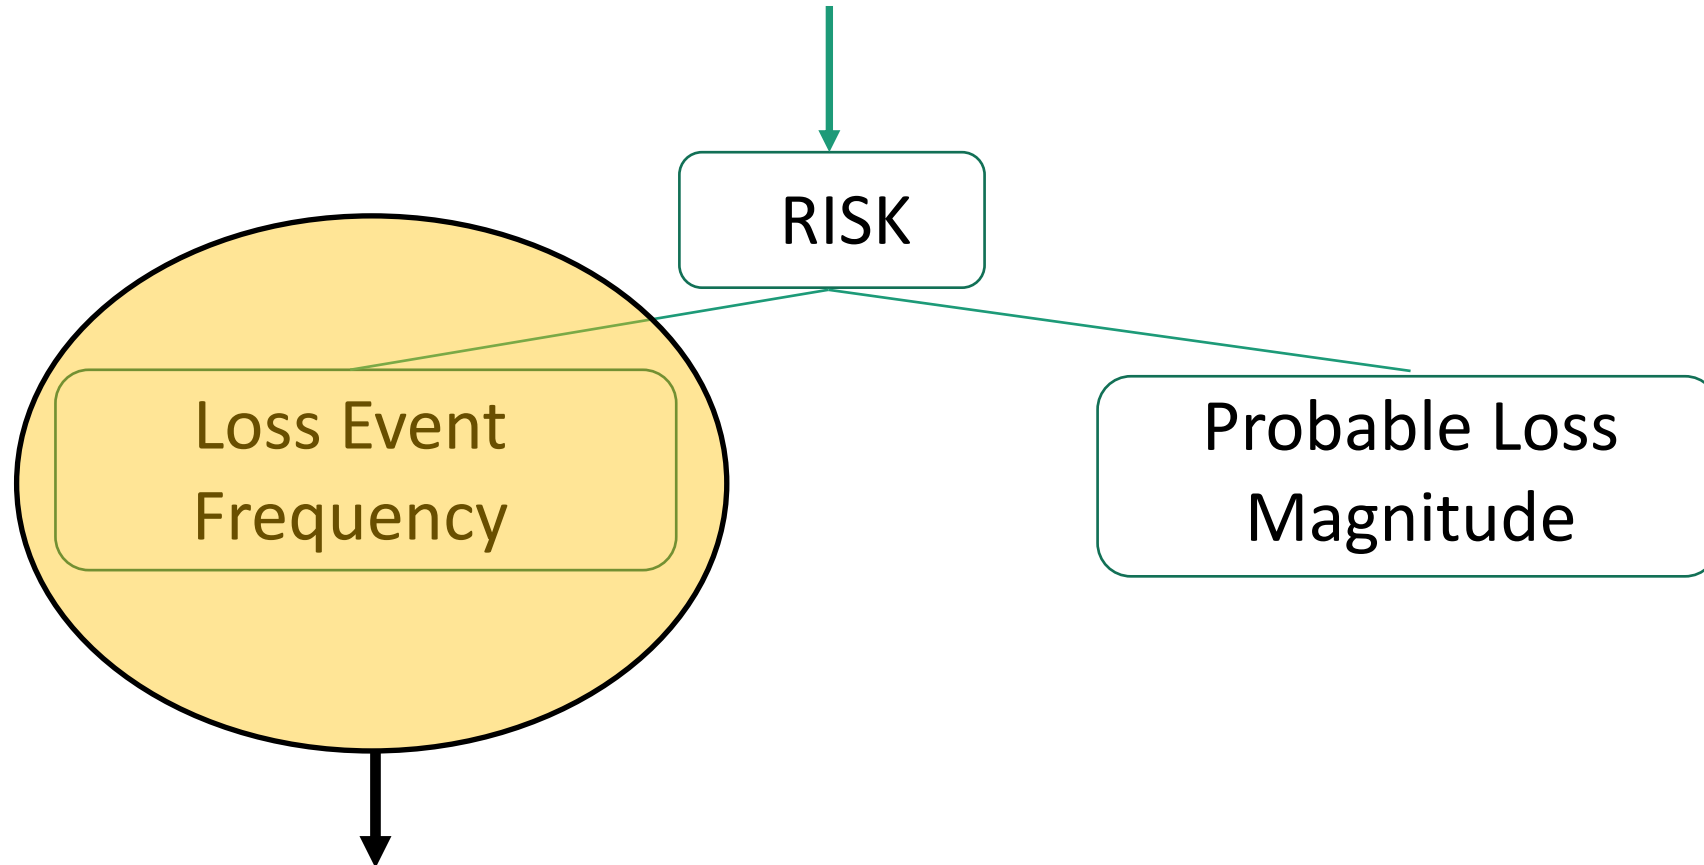 RISK
Loss Event
Frequency
Probable Loss
Magnitude